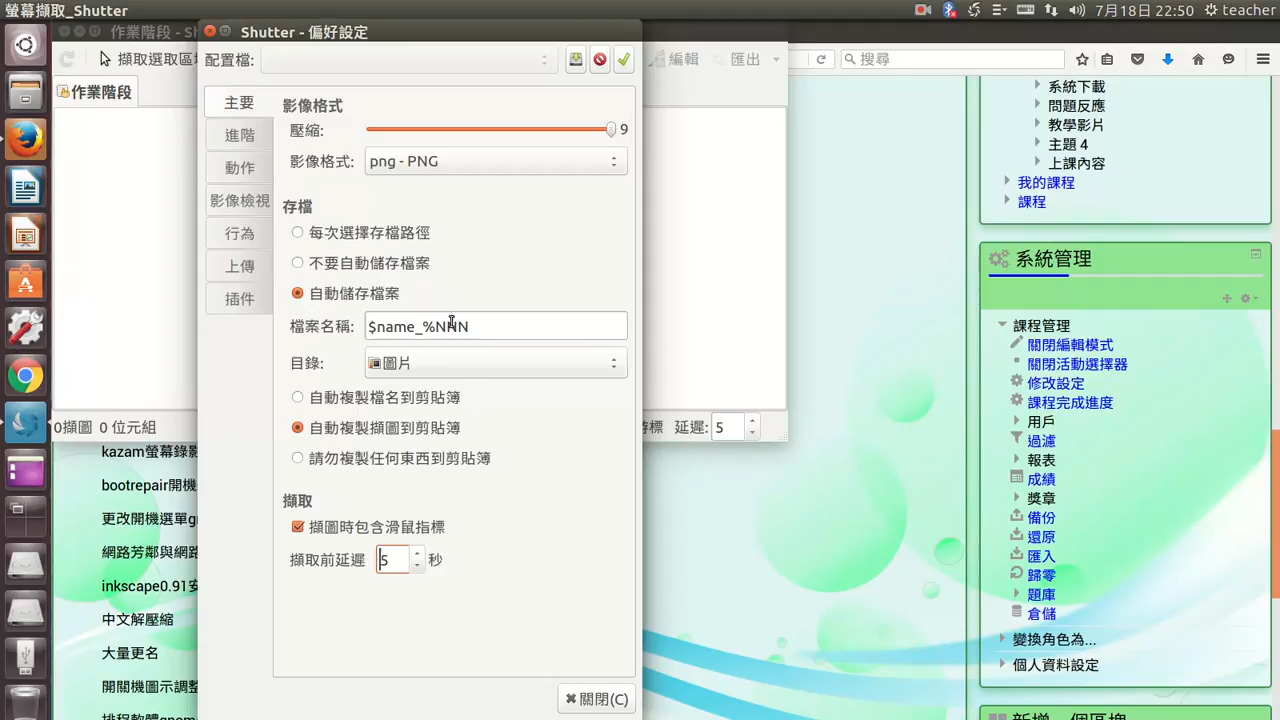 螢幕擷取_Shutter
7月18日 22:50
teacher
作業階段 - S
Shutter - 偏好設定
擷取選取區
配置檔:
編輯
匯出
搜尋
作業階段
主要
進階
動作
影像檢視
行為
上傳
插件
影像格式
壓縮:
9
影像格式:
png - PNG
存檔
每次選擇存檔路徑
不要自動儲存檔案
自動儲存檔案
檔案名稱:
$name_%NNN
目錄:
圖片
自動複製檔名到剪貼簿
自動複製擷圖到剪貼簿
請勿複製任何東西到剪貼簿
擷取
擷圖時包含滑鼠指標
擷取前延遲
5
秒
關閉(C)
0擷圖 0 位元組
標
延遲:
5
kazam螢幕錄影
bootrepair開機
更改開機選單g
網路芳鄰與網路
inkscape0.91安
中文解壓縮
大量更名
開關機圖示調整
系統下載
問題反應
教學影片
主題 4
上課內容
我的課程
課程
系統管理
課程管理
關閉編輯模式
關閉活動選擇器
修改設定
課程完成進度
用戶
過濾
報表
成績
獎章
備份
還原
匯入
歸零
題庫
倉儲
變換角色為...
個人資料設定